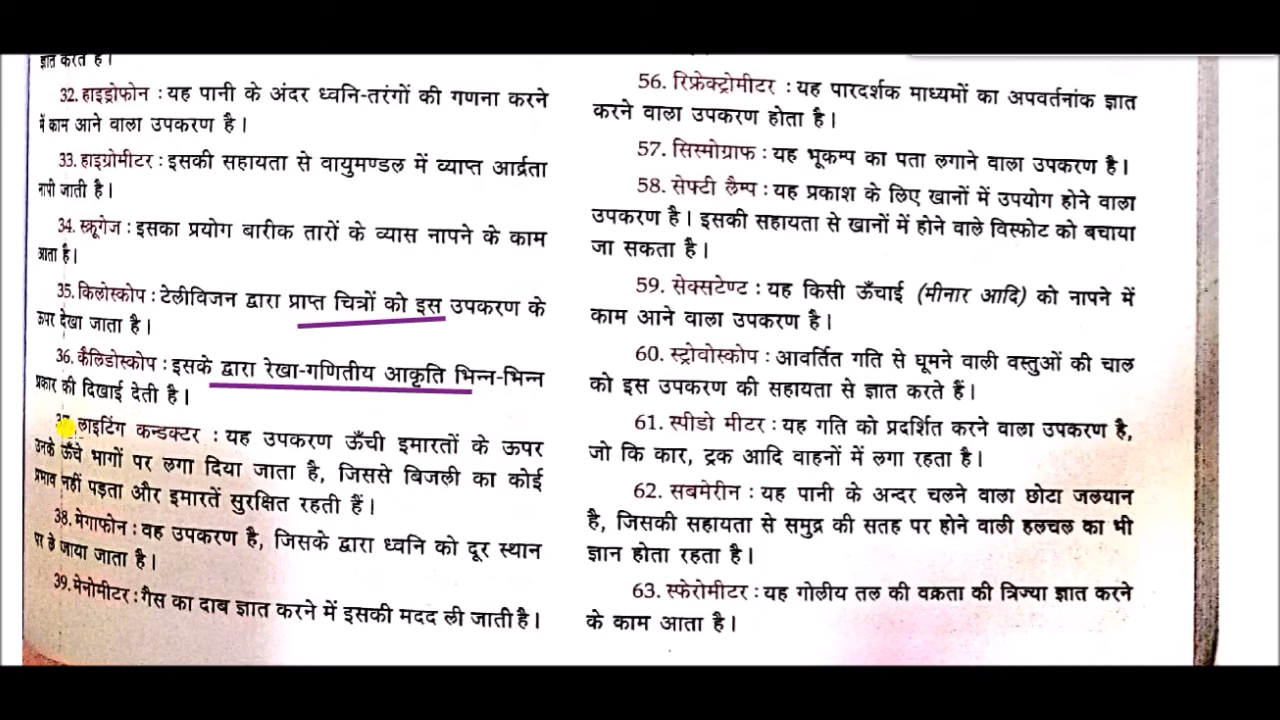 ज्ञात करते हैं।
32. हाइड्रोफोन : यह पानी के अंदर ध्वनि-तरंगों की गणना करने
में काम आने वाला उपकरण है।
33. हाइग्रोमीटर : इसकी सहायता से वायुमण्डल में व्याप्त आर्द्रता
नापी जाती है।
34. स्क्रूगेज : इसका प्रयोग बारीक तारों के व्यास नापने के काम
आता है।
35. किलोस्कोप : टेलीविजन द्वारा प्राप्त चित्रों को इस उपकरण के
ऊपर देखा जाता है।
36. कैलिडोस्कोप : इसके द्वारा रेखा-गणितीय आकृति भिन्न-भिन्न
प्रकार की दिखाई देती है।
लाइटिंग कन्डक्टर : यह उपकरण ऊँची इमारतों के ऊपर
उनके ऊँचे भागों पर लगा दिया जाता है, जिससे बिजली का कोई
प्रभाव नहीं पड़ता और इमारतें सुरक्षित रहती हैं।
38. मेगाफोन : वह उपकरण है, जिसके द्वारा ध्वनि को दूर स्थान
पर ले जाया जाता है।
39. मेनोमीटर : गैस का दाब ज्ञात करने में इसकी मदद ली जाती है।
56. रिफ्रेक्ट्रोमीटर : यह पारदर्शक माध्यमों का अपवर्तनांक ज्ञात
करने वाला उपकरण होता है।
57. सिस्मोग्राफ : यह भूकम्प का पता लगाने वाला उपकरण है।
58. सेफ्टी लैम्प : यह प्रकाश के लिए खानों में उपयोग होने वाला
उपकरण है। इसकी सहायता से खानों में होने वाले विस्फोट को बचाया
जा सकता है।
59. सेक्सटेण्ट : यह किसी ऊँचाई (मीनार आदि) को नापने में
काम आने वाला उपकरण है।
60. स्ट्रोवोस्कोप : आवर्तित गति से घूमने वाली वस्तुओं की चाल
को इस उपकरण की सहायता से ज्ञात करते हैं।
61. स्पीडो मीटर : यह गति को प्रदर्शित करने वाला उपकरण है,
जो कि कार, ट्रक आदि वाहनों में लगा रहता है।
62. सबमेरीन : यह पानी के अन्दर चलने वाला छोटा जलयान
है, जिसकी सहायता से समुद्र की सतह पर होने वाली हलचल का भी
ज्ञान होता रहता है।
63. स्फेरोमीटर : यह गोलीय तल की वक्रता की त्रिज्या ज्ञात करने
के काम आता है।